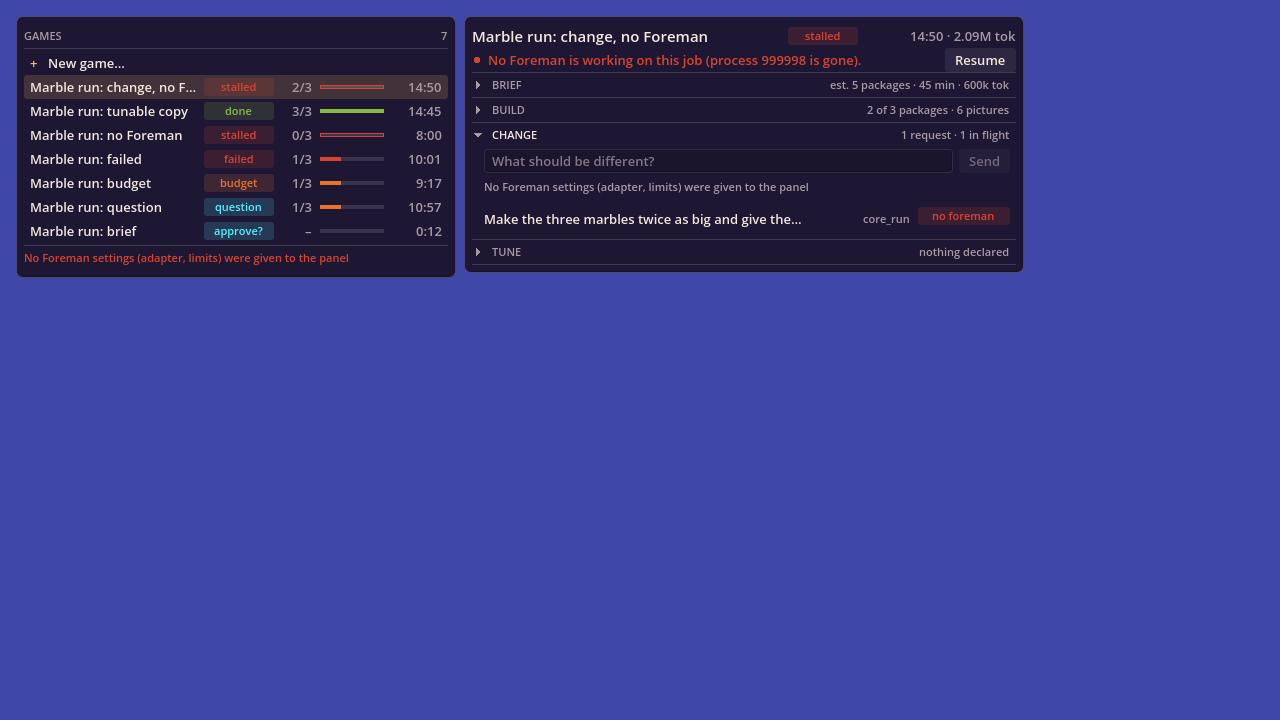 GAMES 7
+ New game...
Marble run: change, no F... stalled 2/3 14:50
Marble run: tunable copy done 3/3 14:45
Marble run: no Foreman stalled 0/3 8:00
Marble run: failed failed 1/3 10:01
Marble run: budget budget 1/3 9:17
Marble run: question question 1/3 10:57
Marble run: brief approve? – 0:12
No Foreman settings (adapter, limits) were given to the panel
Marble run: change, no Foreman stalled 14:50 · 2.09M tok
No Foreman is working on this job (process 999998 is gone). Resume
BRIEF est. 5 packages · 45 min · 600k tok
BUILD 2 of 3 packages · 6 pictures
CHANGE 1 request · 1 in flight
What should be different? Send
No Foreman settings (adapter, limits) were given to the panel
Make the three marbles twice as big and give the... core_run no foreman
TUNE nothing declared